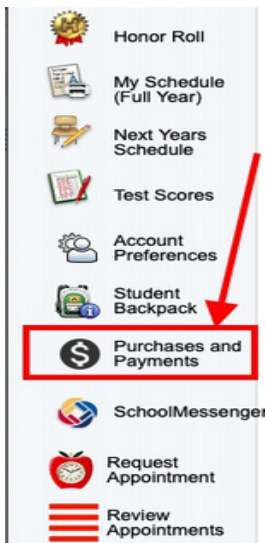 Honor Roll
My Schedule
(Full Year)
Next Years
Schedule
Test Scores
Account
Preferences
Student
Backpack
Purchases and
Payments
SchoolMessenger
Request
Appointment
Review
Appointments